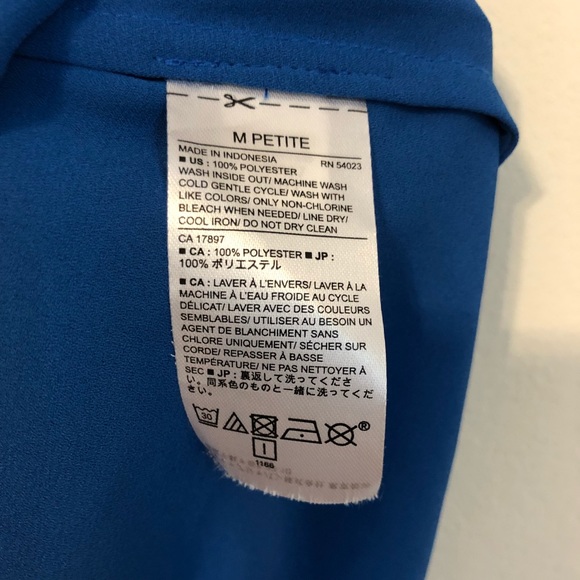 M PETITE
MADE IN INDONESIA RN 54023
■ US : 100% POLYESTER
WASH INSIDE OUT/ MACHINE WASH
COLD GENTLE CYCLE/ WASH WITH
LIKE COLORS/ ONLY NON-CHLORINE
BLEACH WHEN NEEDED/ LINE DRY/
COOL IRON/ DO NOT DRY CLEAN
CA 17897
■ CA : 100% POLYESTER ■ JP :
100% ポリエステル
■ CA : LAVER À L'ENVERS/ LAVER À LA
MACHINE À L'EAU FROIDE AU CYCLE
DÉLICAT/ LAVER AVEC DES COULEURS
SEMBLABLES/ UTILISER AU BESOIN UN
AGENT DE BLANCHIMENT SANS
CHLORE UNIQUEMENT/ SÉCHER SUR
CORDE/ REPASSER À BASSE
TEMPÉRATURE/ NE PAS NETTOYER À
SEC ■ JP : 裏返して洗ってくださ
い。同系色のものと一緒に洗ってくだ
さい。
30 ®
1166